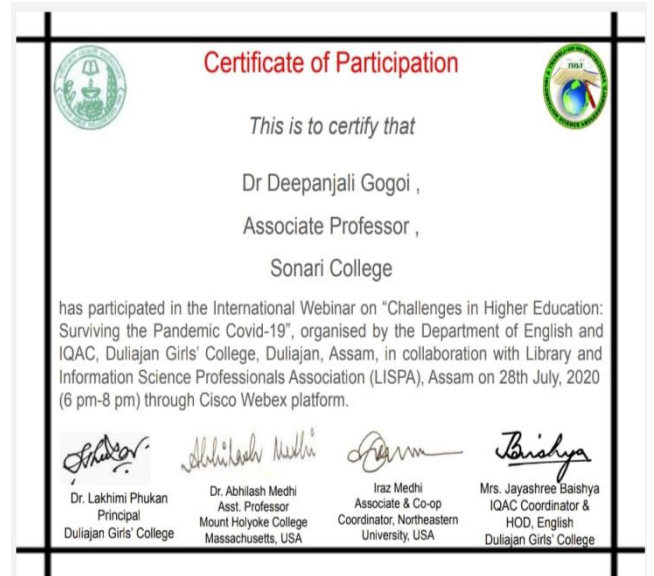 Certificate of Participation
This is to certify that
Dr Deepanjali Gogoi ,
Associate Professor ,
Sonari College
has participated in the International Webinar on “Challenges in Higher Education:
Surviving the Pandemic Covid-19”, organised by the Department of English and
IQAC, Duliajan Girls’ College, Duliajan, Assam, in collaboration with Library and
Information Science Professionals Association (LISPA), Assam on 28th July, 2020
(6 pm-8 pm) through Cisco Webex platform.
Abhilash Medhi
Baishya
Dr. Lakhimi Phukan
Principal
Duliajan Girls’ College
Dr. Abhilash Medhi
Asst. Professor
Mount Holyoke College
Massachusetts, USA
Iraz Medhi
Associate & Co-op
Coordinator, Northeastern
University, USA
Mrs. Jayashree Baishya
IQAC Coordinator &
HOD, English
Duliajan Girls’ College